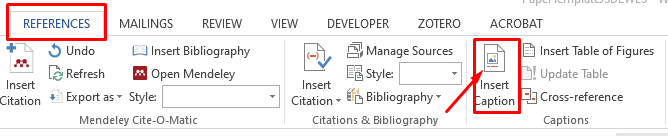 PaperTemplateSSDEWES - W
REFERENCES MAILINGS REVIEW VIEW DEVELOPER ZOTERO ACROBAT
Undo Insert Bibliography Manage Sources Insert Table of Figures
Insert Citation Refresh Open Mendeley Insert Citation Style: Insert Caption Update Table
Export as Style: Bibliography Cross-reference
Mendeley Cite-O-Matic Citations & Bibliography Captions